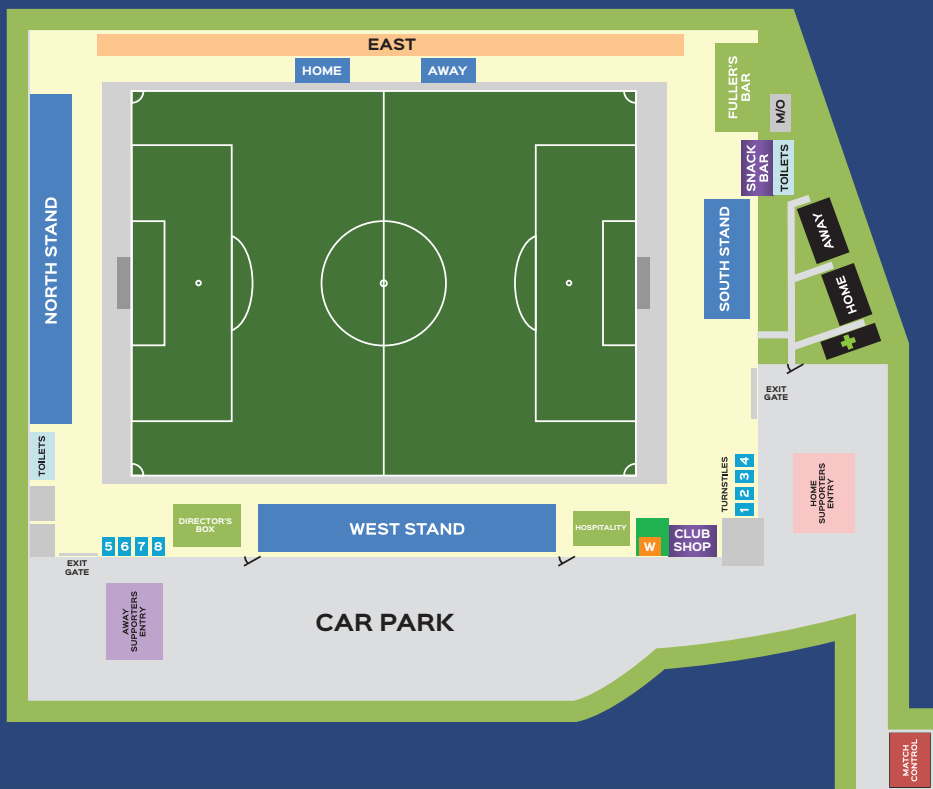 EAST
HOME
AWAY
FULLER'S
BAR
M/O
SNACK
BAR
TOILETS
NORTH STAND
SOUTH STAND
AWAY
HOME
EXIT
GATE
TOILETS
TURNSTILES
4
3
2
1
HOME
SUPPORTERS
ENTRY
DIRECTOR'S
BOX
WEST STAND
HOSPITALITY
W
CLUB
SHOP
5
6
7
8
EXIT
GATE
AWAY
SUPPORTERS
ENTRY
CAR PARK
MATCH
CONTROL